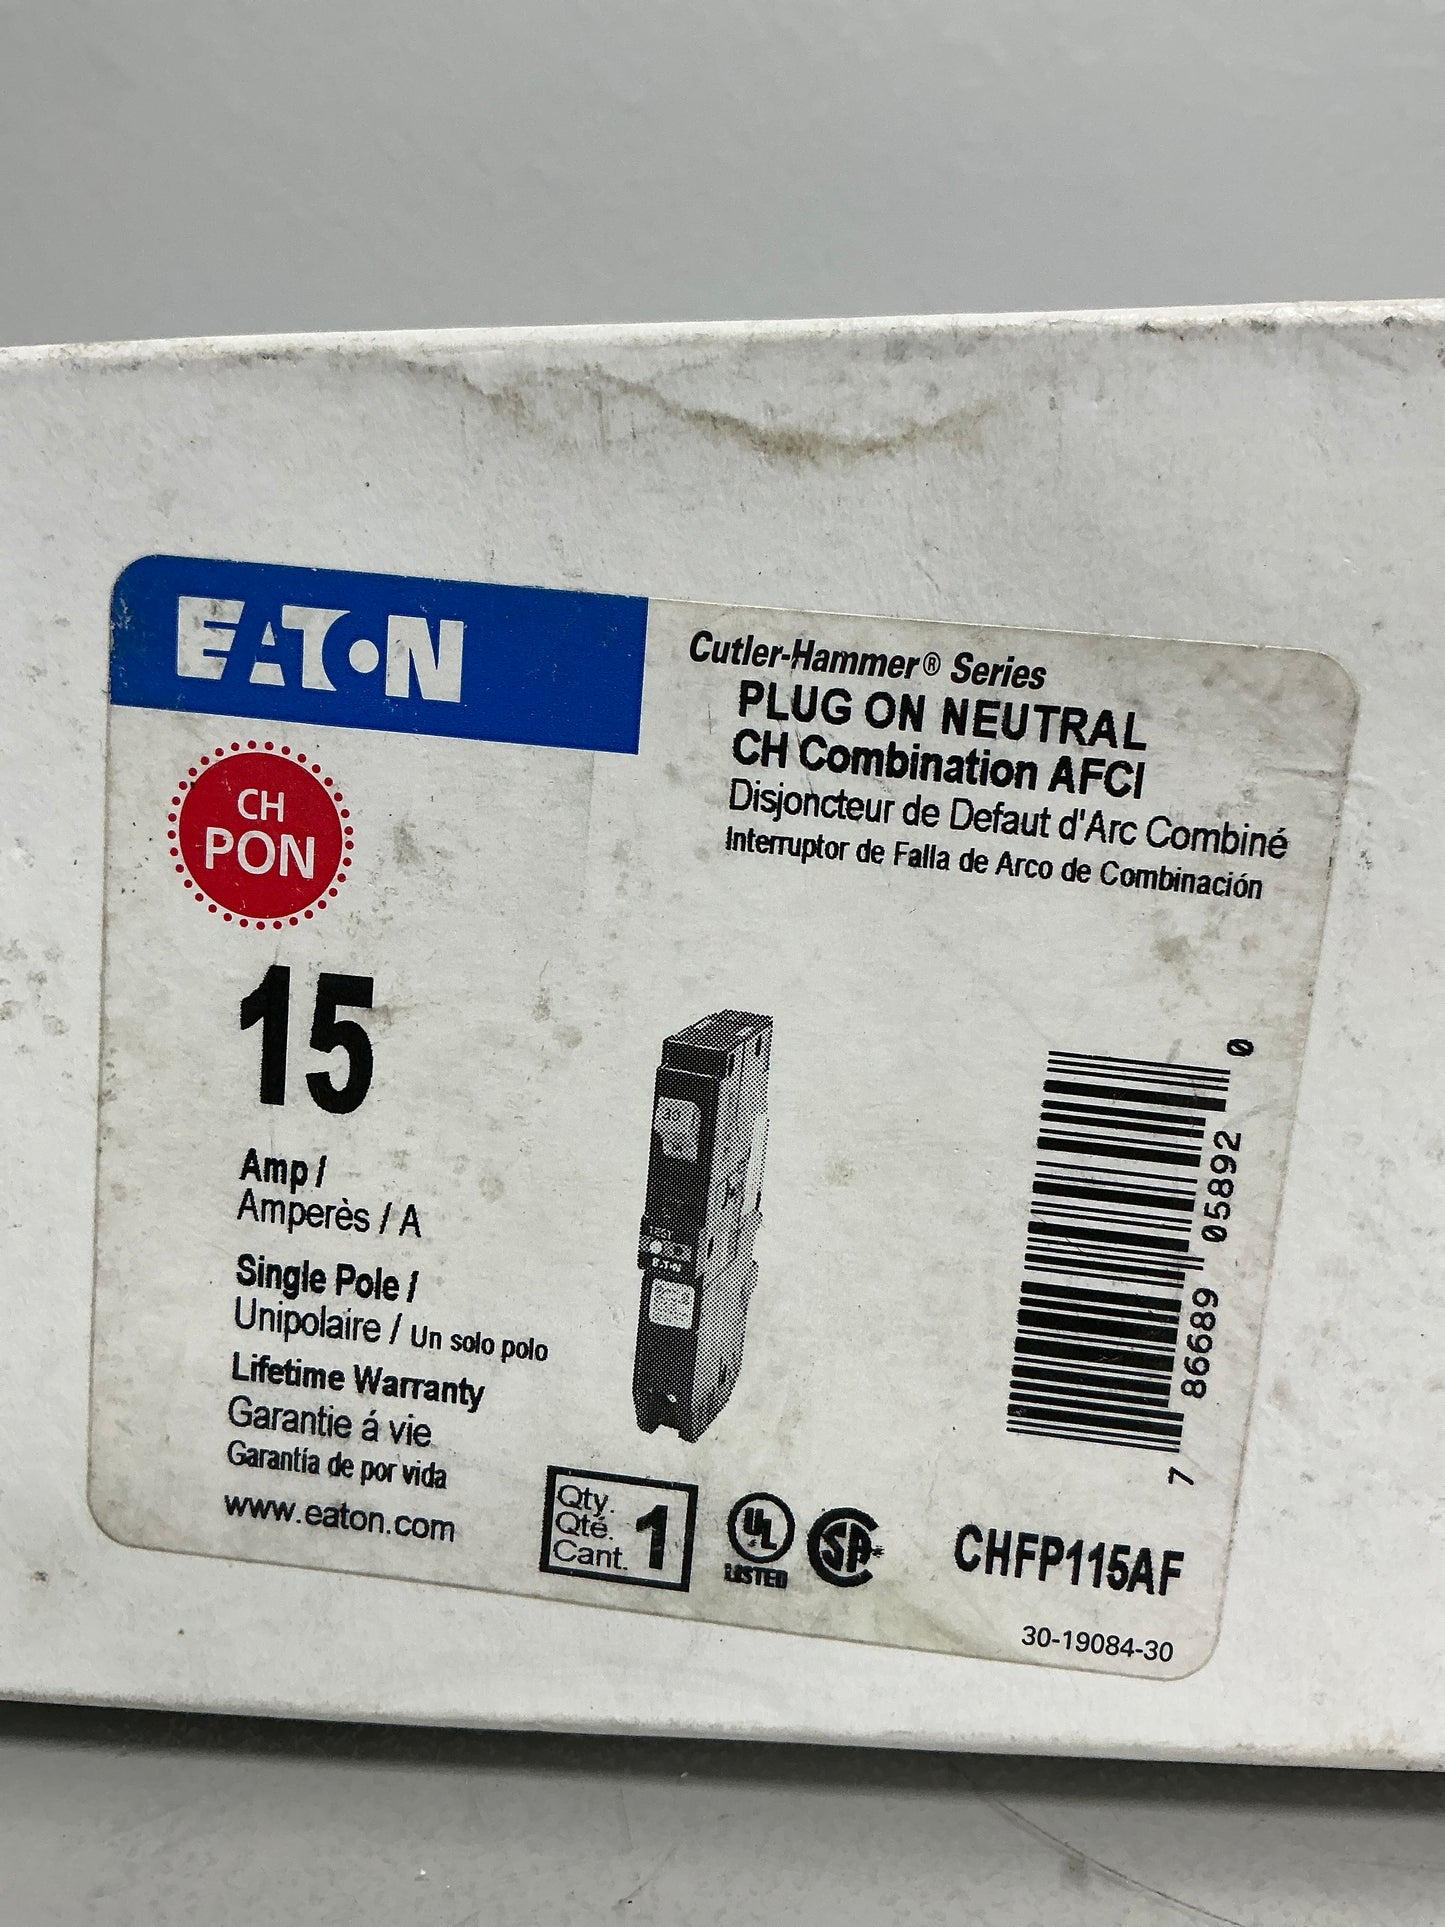 EATON
Cutler-Hammer® Series
PLUG ON NEUTRAL
CH Combination AFCI
Disjoncteur de Defaut d'Arc Combiné
Interruptor de Falla de Arco de Combinación
CH
PON
15
Amp /
Amperès / A
Single Pole /
Unipolaire / Un solo polo
Lifetime Warranty
Garantie á vie
Garantía de por vida
www.eaton.com
EATON
Qty.
Qté.
Cant.
1
UL
LISTED
SA
7 86689 05892 0
CHFP115AF
30-19084-30